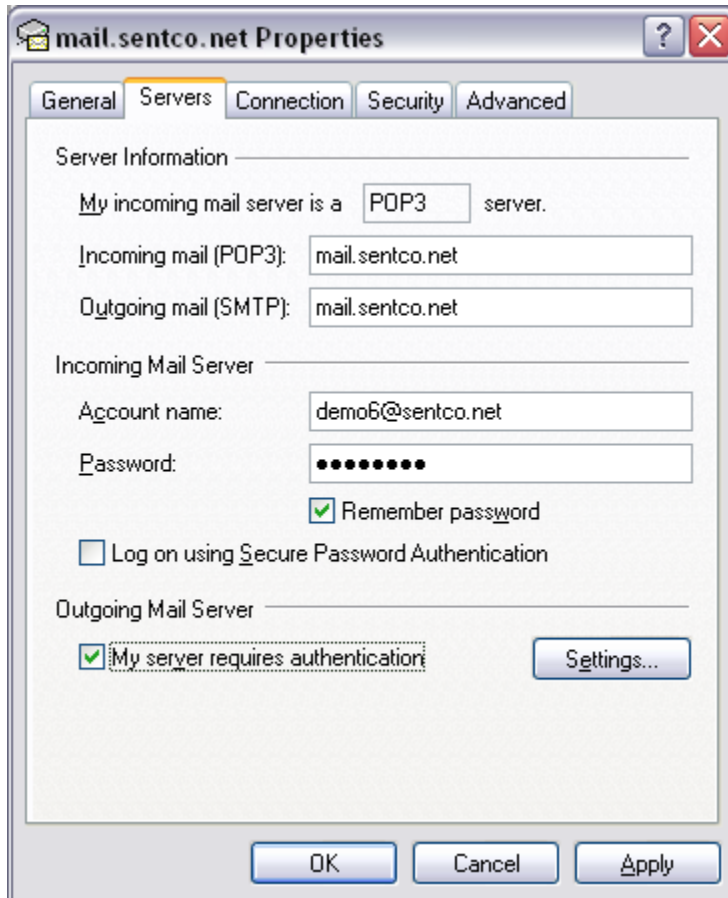 mail.sentco.net Properties
General Servers Connection Security Advanced
Server Information
My incoming mail server is a POP3 server.
Incoming mail (POP3): mail.sentco.net
Outgoing mail (SMTP): mail.sentco.net
Incoming Mail Server
Account name: demo6@sentco.net
Password: ●●●●●●●●
Remember password
Log on using Secure Password Authentication
Outgoing Mail Server
My server requires authentication Settings...
OK Cancel Apply